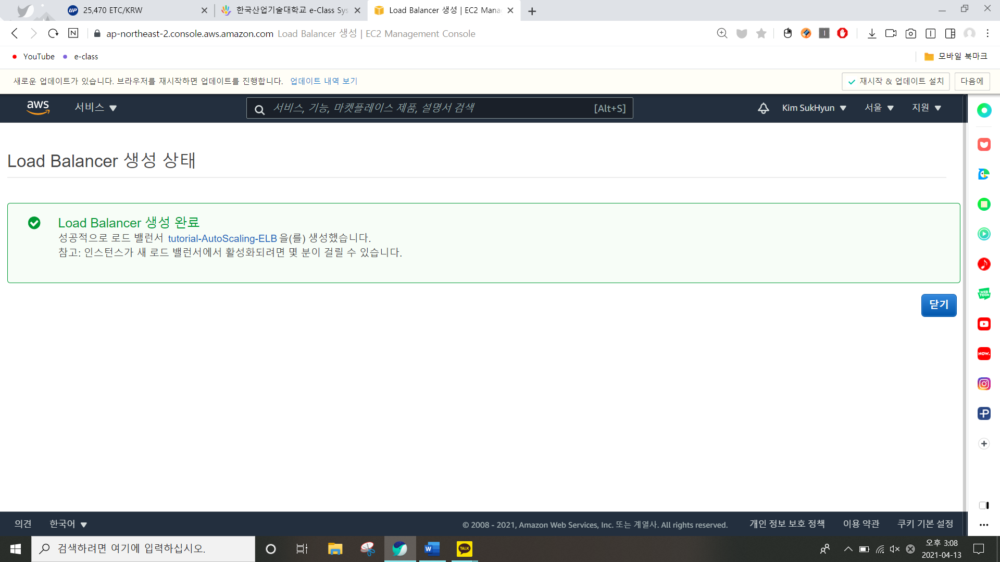 25,470 ETC/KRW
한국산업기술대학교 e-Class Sys
Load Balancer 생성 | EC2 Mana
ap-northeast-2.console.aws.amazon.com Load Balancer 생성 | EC2 Management Console
YouTube
e-class
모바일 북마크
새로운 업데이트가 있습니다. 브라우저를 재시작하면 업데이트를 진행합니다. 업데이트 내역 보기
재시작 & 업데이트 설치
다음에
aws
서비스
서비스, 기능, 마켓플레이스 제품, 설명서 검색
[Alt+S]
Kim SukHyun
서울
지원
Load Balancer 생성 상태
Load Balancer 생성 완료
성공적으로 로드 밸런서 tutorial-AutoScaling-ELB 을(를) 생성했습니다.
참고: 인스턴스가 새 로드 밸런서에서 활성화되려면 몇 분이 걸릴 수 있습니다.
닫기
WEB
TOON
NOW.
의견
한국어
© 2008 - 2021, Amazon Web Services, Inc. 또는 계열사. All rights reserved.
개인 정보 보호 정책
이용 약관
쿠키 기본 설정
검색하려면 여기에 입력하십시오.
TALK
오후 3:08
2021-04-13